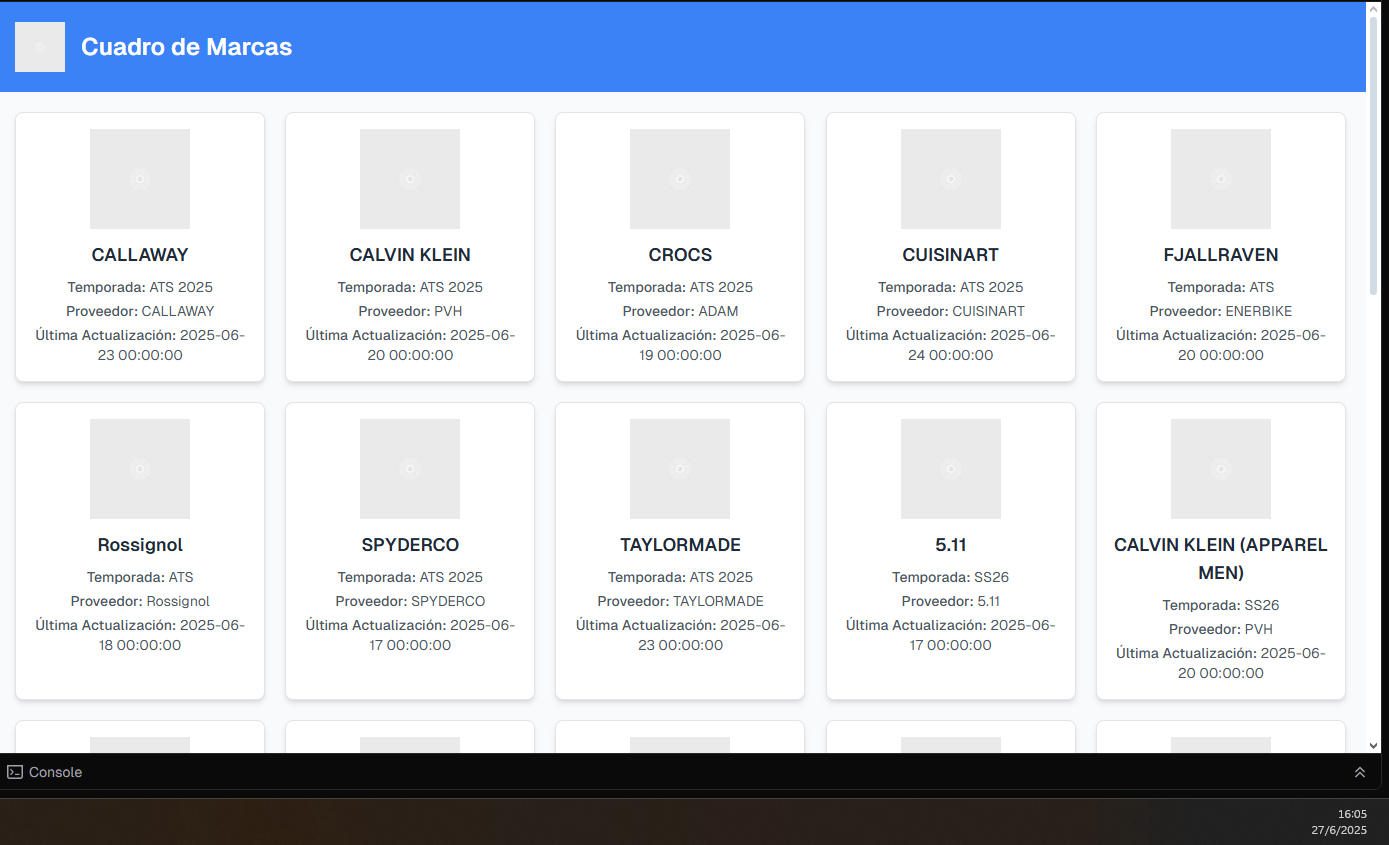 Cuadro de Marcas
CALLAWAY
Temporada: ATS 2025
Proveedor: CALLAWAY
Última Actualización: 2025-06-
23 00:00:00
CALVIN KLEIN
Temporada: ATS 2025
Proveedor: PVH
Última Actualización: 2025-06-
20 00:00:00
CROCS
Temporada: ATS 2025
Proveedor: ADAM
Última Actualización: 2025-06-
19 00:00:00
CUISINART
Temporada: ATS 2025
Proveedor: CUISINART
Última Actualización: 2025-06-
24 00:00:00
FJALLRAVEN
Temporada: ATS
Proveedor: ENERBIKE
Última Actualización: 2025-06-
20 00:00:00
Rossignol
Temporada: ATS
Proveedor: Rossignol
Última Actualización: 2025-06-
18 00:00:00
SPYDERCO
Temporada: ATS 2025
Proveedor: SPYDERCO
Última Actualización: 2025-06-
17 00:00:00
TAYLORMADE
Temporada: ATS 2025
Proveedor: TAYLORMADE
Última Actualización: 2025-06-
23 00:00:00
5.11
Temporada: SS26
Proveedor: 5.11
Última Actualización: 2025-06-
17 00:00:00
CALVIN KLEIN (APPAREL
MEN)
Temporada: SS26
Proveedor: PVH
Última Actualización: 2025-06-
20 00:00:00
Console
16:05
27/6/2025